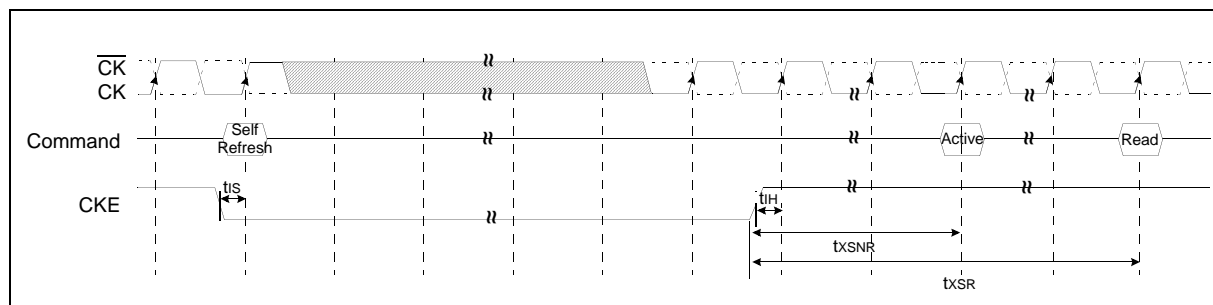 CK
CK
Command
Self
Refresh
Active
Read
CKE
tIS
tIH
tXSNR
tXSR